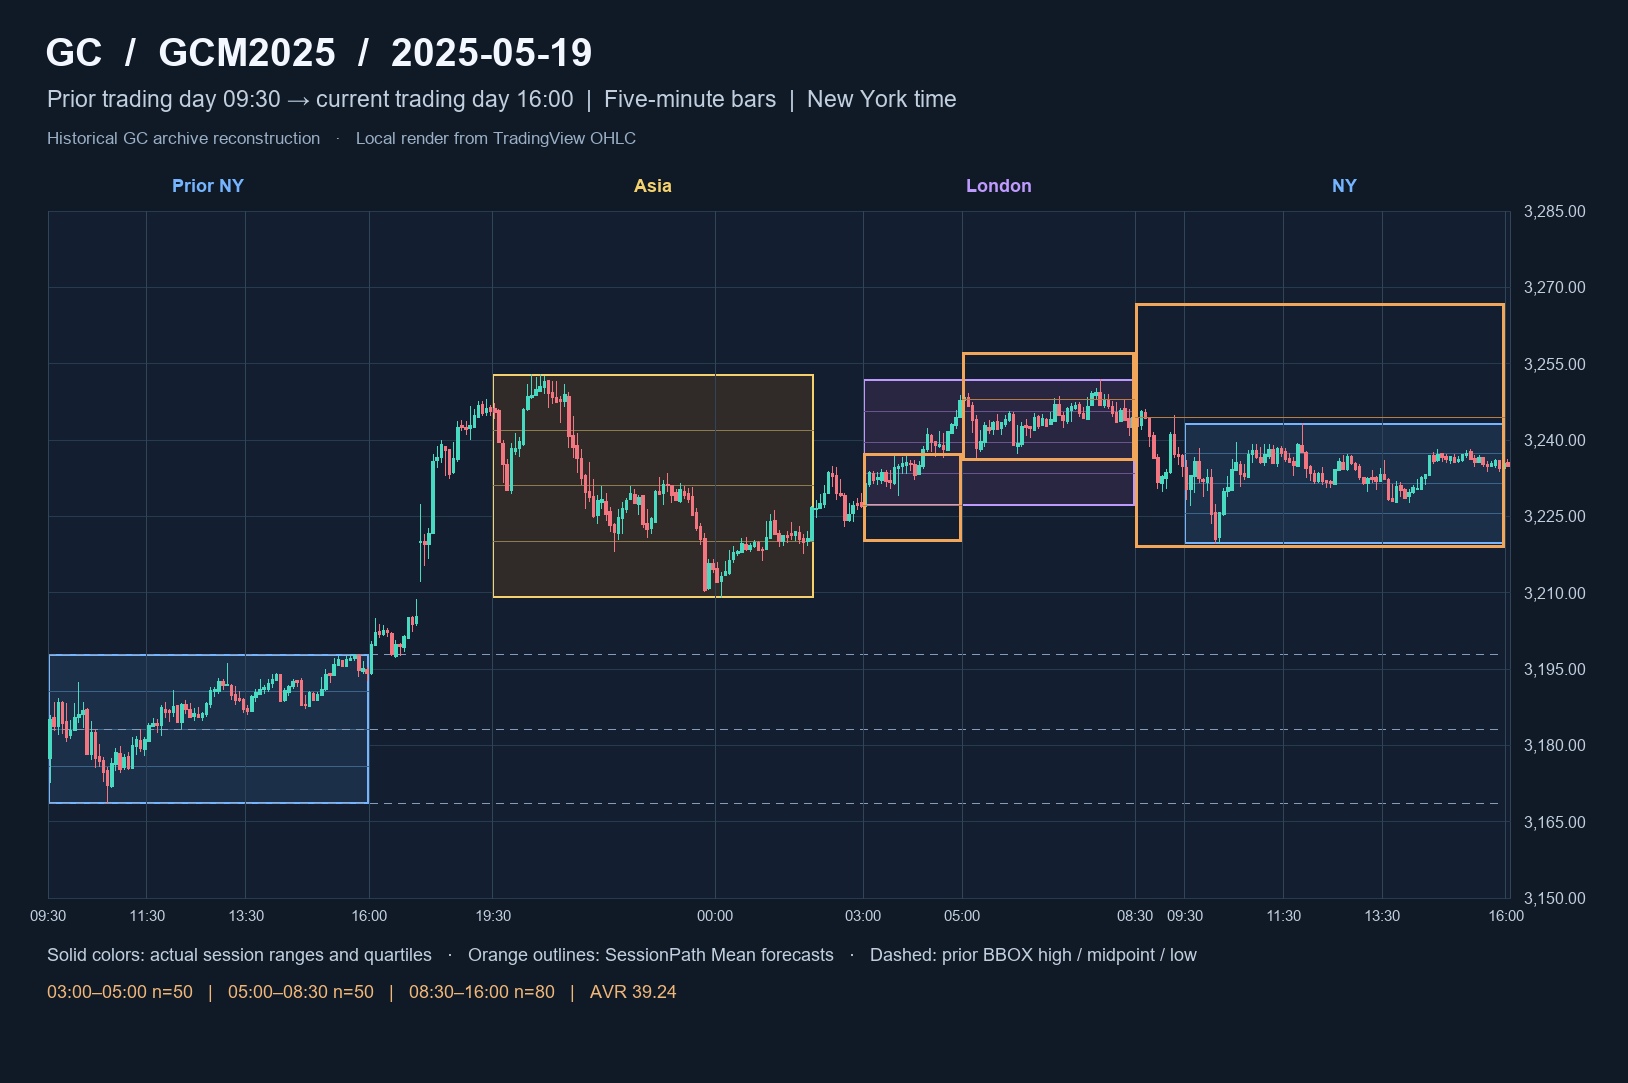 GC / GCM2025 / 2025-05-19
Prior trading day 09:30 → current trading day 16:00 | Five-minute bars | New York time
Historical GC archive reconstruction · Local render from TradingView OHLC
Prior NY Asia London NY
3,285.00
3,270.00
3,255.00
3,240.00
3,225.00
3,210.00
3,195.00
3,180.00
3,165.00
3,150.00
09:30 11:30 13:30 16:00 19:30 00:00 03:00 05:00 08:30 09:30 11:30 13:30 16:00
Solid colors: actual session ranges and quartiles · Orange outlines: SessionPath Mean forecasts · Dashed: prior BBOX high / midpoint / low
03:00–05:00 n=50 | 05:00–08:30 n=50 | 08:30–16:00 n=80 | AVR 39.24